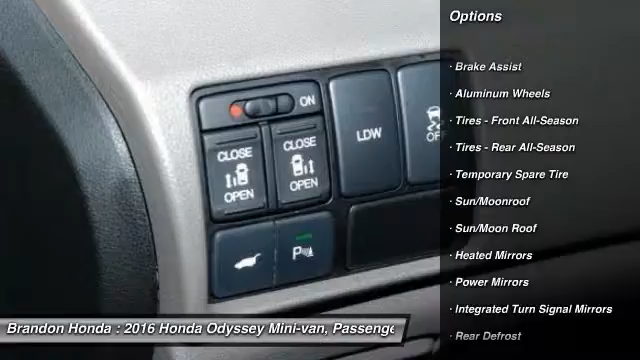 Options
· Brake Assist
· Aluminum Wheels
· Tires - Front All-Season
· Tires - Rear All-Season
· Temporary Spare Tire
· Sun/Moonroof
· Sun/Moon Roof
· Heated Mirrors
· Power Mirrors
· Integrated Turn Signal Mirrors
· Rear Defrost
ON
CLOSE
OPEN
CLOSE
OPEN
LDW
OFF
P
Brandon Honda : 2016 Honda Odyssey Mini-van, Passenge